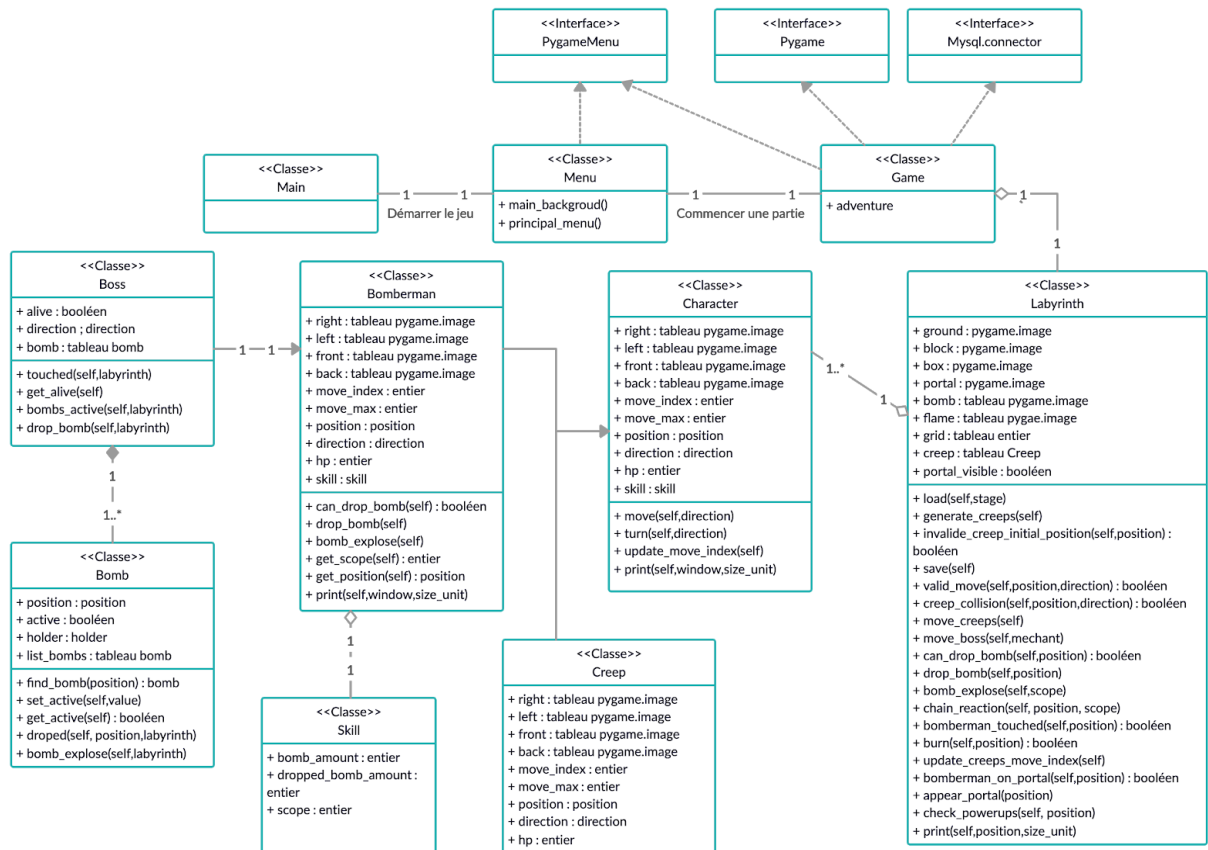 <<Interface>>
PygameMenu
<<Interface>>
Pygame
<<Interface>>
Mysql.connector
<<Classe>>
Main
1
1
Démarrer le jeu
<<Classe>>
Menu
+ main_backgroud()
+ principal_menu()
1
1
Commencer une partie
<<Classe>>
Game
+ adventure
1
1
<<Classe>>
Boss
+ alive : booléen
+ direction ; direction
+ bomb : tableau bomb
+ touched(self,labyrinth)
+ get_alive(self)
+ bombs_active(self,labyrinth)
+ drop_bomb(self,labyrinth)
1
1
1
1..*
<<Classe>>
Bomb
+ position : position
+ active : booléen
+ holder : holder
+ list_bombs : tableau bomb
+ find_bomb(position) : bomb
+ set_active(self,value)
+ get_active(self) : booléen
+ droped(self, position,labyrinth)
+ bomb_explose(self,labyrinth)
<<Classe>>
Bomberman
+ right : tableau pygame.image
+ left : tableau pygame.image
+ front : tableau pygame.image
+ back : tableau pygame.image
+ move_index : entier
+ move_max : entier
+ position : position
+ direction : direction
+ hp : entier
+ skill : skill
+ can_drop_bomb(self) : booléen
+ drop_bomb(self)
+ bomb_explose(self)
+ get_scope(self) : entier
+ get_position(self) : position
+ print(self,window,size_unit)
1
1
<<Classe>>
Skill
+ bomb_amount : entier
+ dropped_bomb_amount :
entier
+ scope : entier
<<Classe>>
Character
+ right : tableau pygame.image
+ left : tableau pygame.image
+ front : tableau pygame.image
+ back : tableau pygame.image
+ move_index : entier
+ move_max : entier
+ position : position
+ direction : direction
+ hp : entier
+ skill : skill
+ move(self,direction)
+ turn(self,direction)
+ update_move_index(self)
+ print(self,window,size_unit)
1..*
1
<<Classe>>
Creep
+ right : tableau pygame.image
+ left : tableau pygame.image
+ front : tableau pygame.image
+ back : tableau pygame.image
+ move_index : entier
+ move_max : entier
+ position : position
+ direction : direction
+ hp : entier
<<Classe>>
Labyrinth
+ ground : pygame.image
+ block : pygame.image
+ box : pygame.image
+ portal : pygame.image
+ bomb : tableau pygame.image
+ flame : tableau pygae.image
+ grid : tableau entier
+ creep : tableau Creep
+ portal_visible : booléen
+ load(self,stage)
+ generate_creeps(self)
+ invalide_creep_initial_position(self,position) :
booléen
+ save(self)
+ valid_move(self,position,direction) : booléen
+ creep_collision(self,position,direction) : booléen
+ move_creeps(self)
+ move_boss(self,mechant)
+ can_drop_bomb(self,position) : booléen
+ drop_bomb(self,position)
+ bomb_explose(self,scope)
+ chain_reaction(self, position, scope)
+ bomberman_touched(self,position) : booléen
+ burn(self,position) : booléen
+ update_creeps_move_index(self)
+ bomberman_on_portal(self,position) : booléen
+ appear_portal(position)
+ check_powerups(self, position)
+ print(self,position,size_unit)